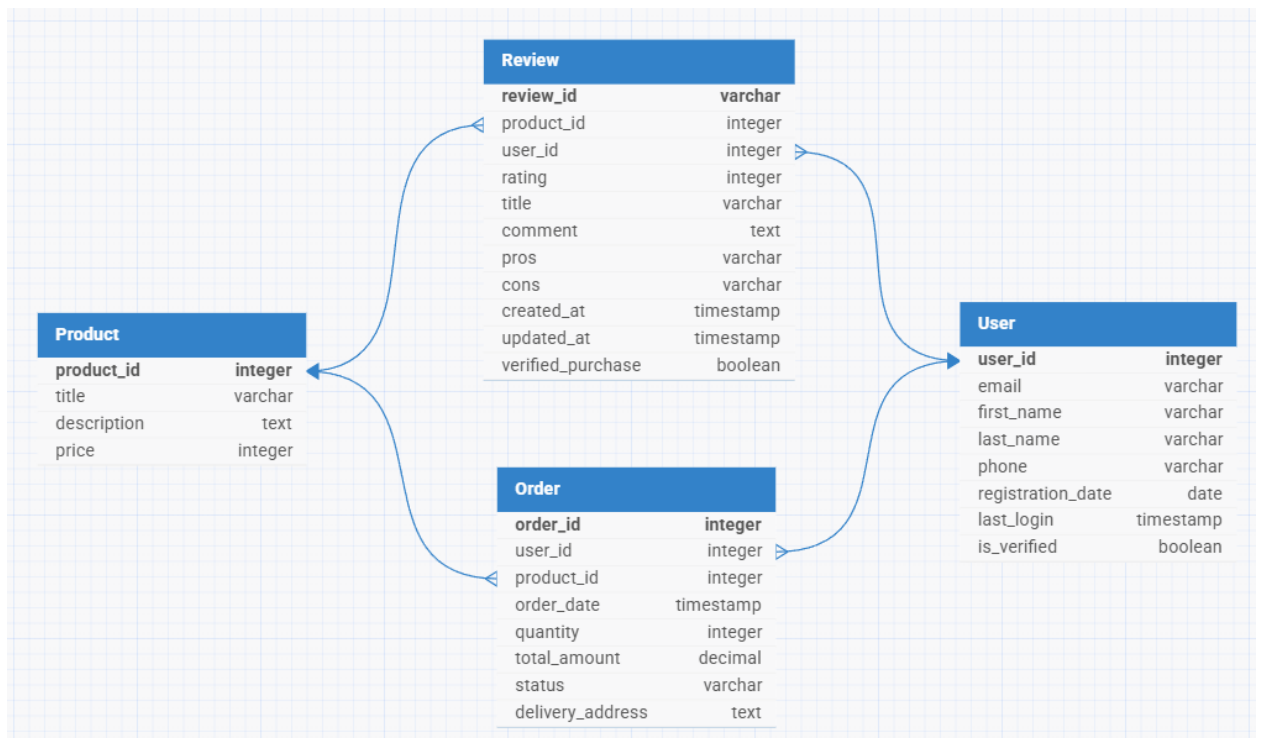 Review
review_id varchar
product_id integer
user_id integer
rating integer
title varchar
comment text
pros varchar
cons varchar
created_at timestamp
updated_at timestamp
verified_purchase boolean
Product
product_id integer
title varchar
description text
price integer
User
user_id integer
email varchar
first_name varchar
last_name varchar
phone varchar
registration_date date
last_login timestamp
is_verified boolean
Order
order_id integer
user_id integer
product_id integer
order_date timestamp
quantity integer
total_amount decimal
status varchar
delivery_address text